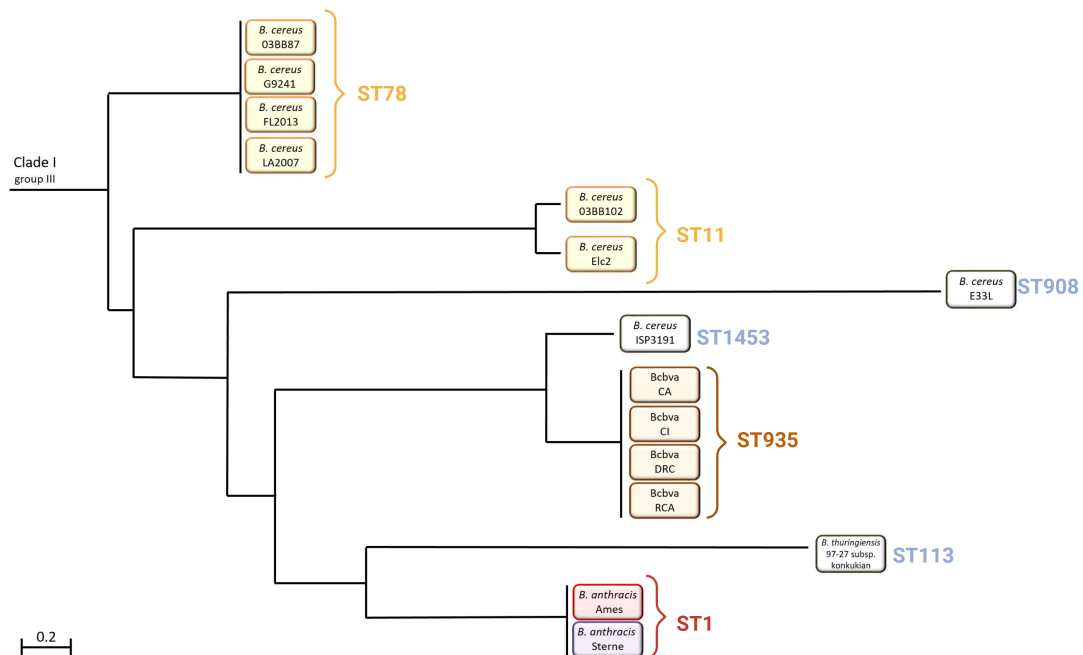 B. cereus
03BB87
B. cereus
G9241
B. cereus
FL2013
B. cereus
LA2007
ST78
Clade I
group III
B. cereus
03BB102
B. cereus
Elc2
ST11
B. cereus
E33L
ST908
B. cereus
ISP3191
ST1453
Bcbva
CA
Bcbva
CI
Bcbva
DRC
Bcbva
RCA
ST935
B. thuringiensis
97-27 subsp.
konkukian
ST113
B. anthracis
Ames
B. anthracis
Sterne
ST1
0.2